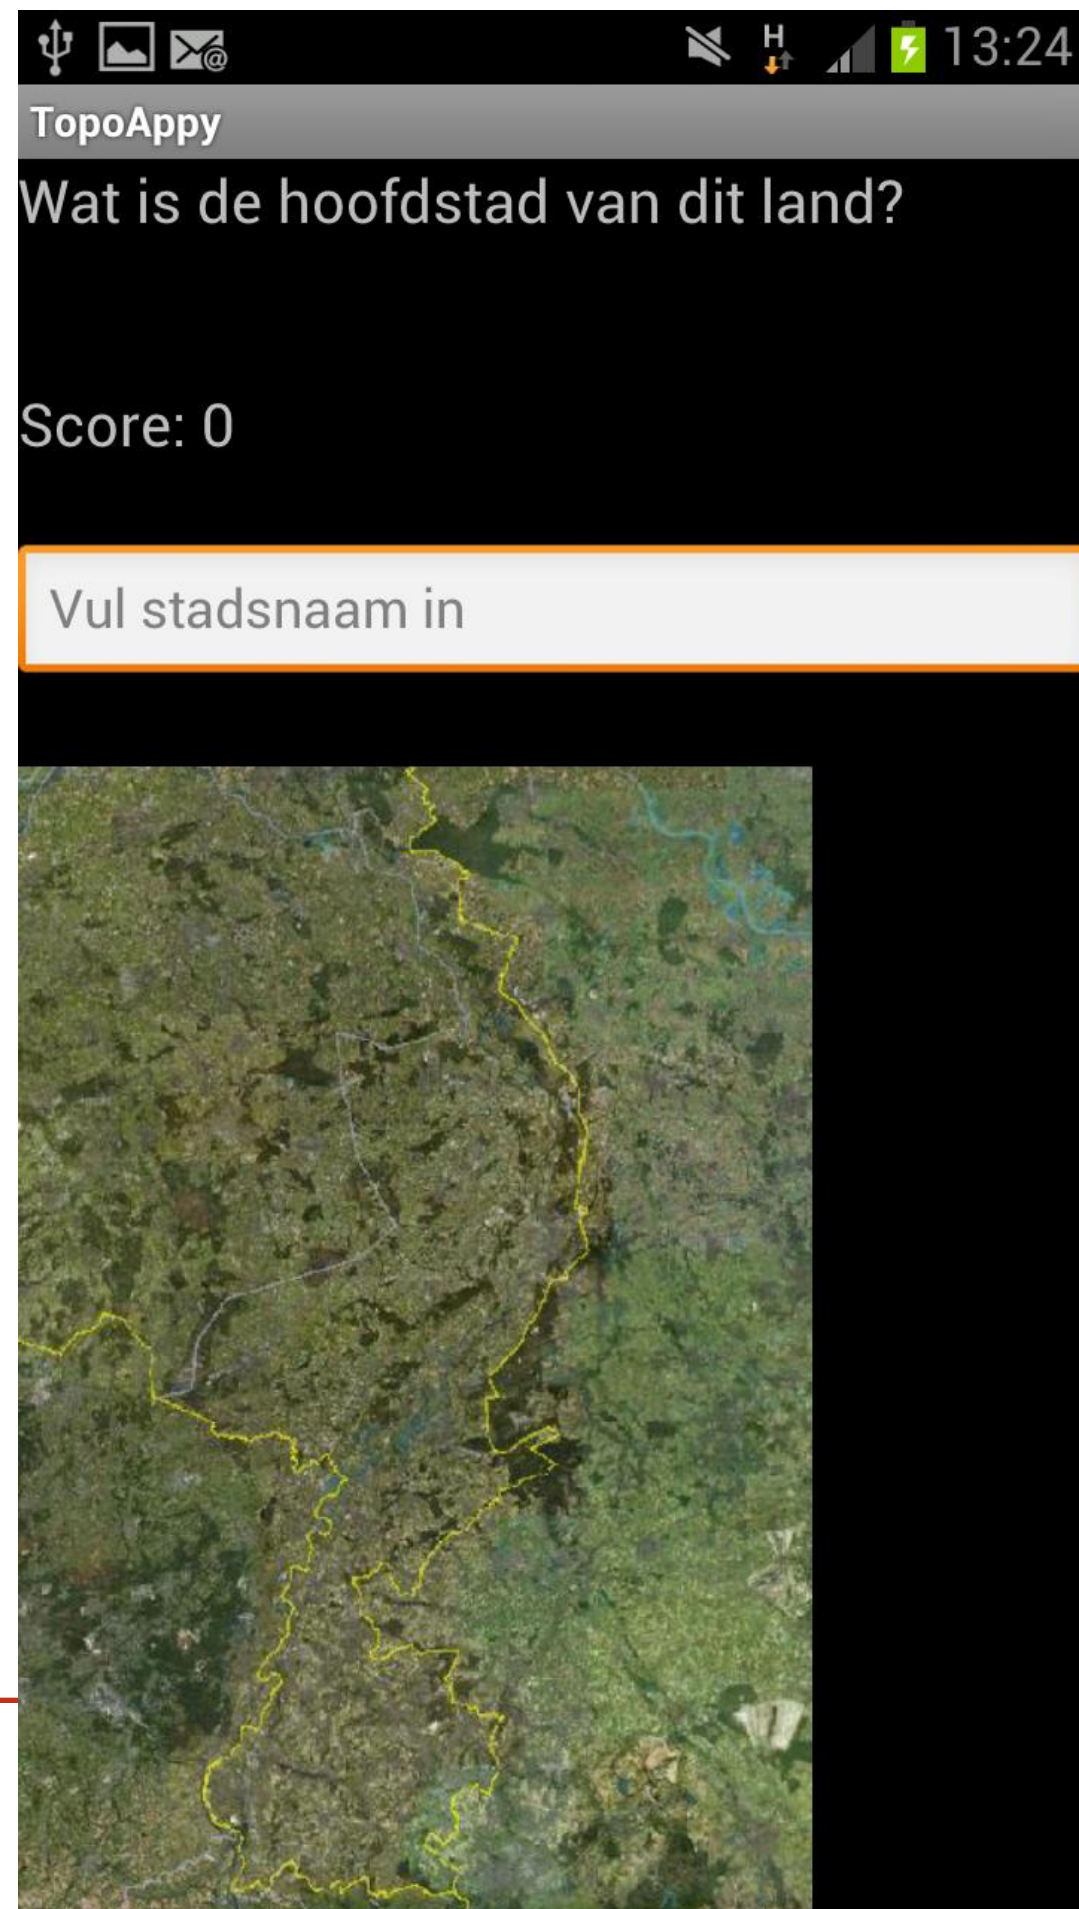 H
13:24
TopoAppy
Wat is de hoofdstad van dit land?
Score: 0
Vul stadsnaam in